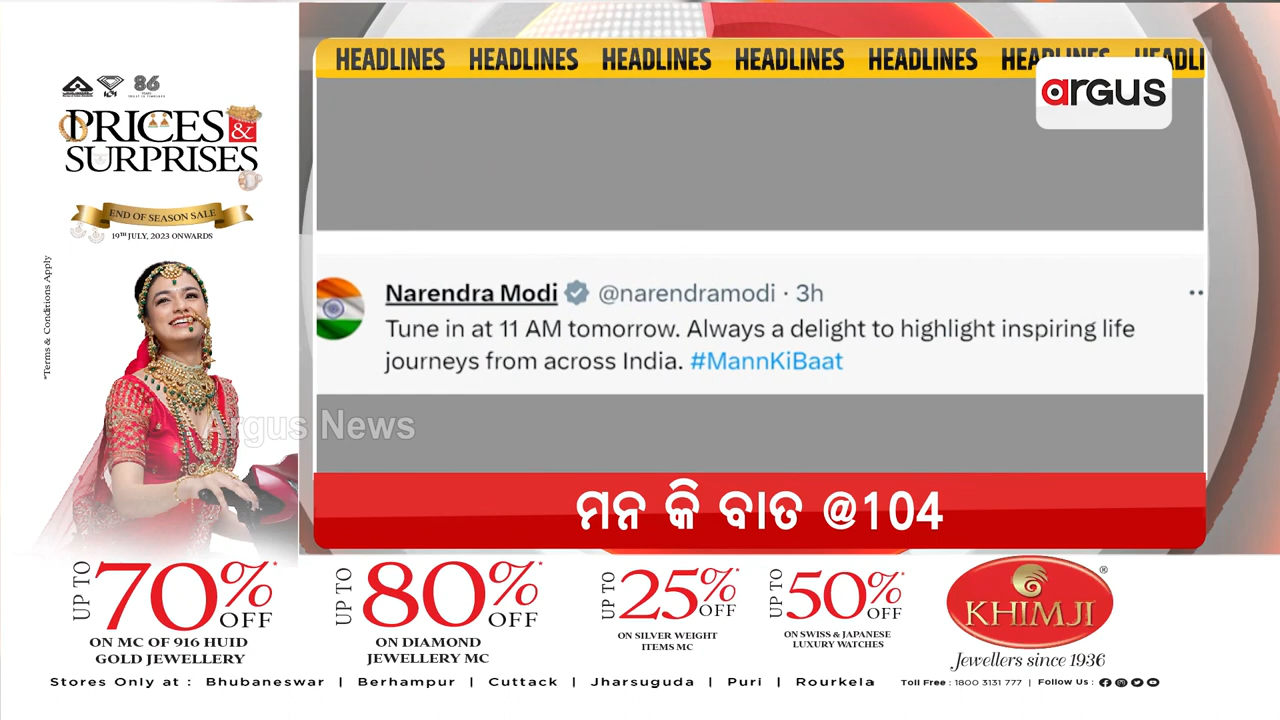 HEADLINES HEADLINES HEADLINES HEADLINES HEADLINES HEADLINES HEADLI
argus
86
PRICES &
SURPRISES
END OF SEASON SALE
19TH JULY, 2023 ONWARDS
*Terms & Conditions Apply
Narendra Modi @narendramodi · 3h
Tune in at 11 AM tomorrow. Always a delight to highlight inspiring life
journeys from across India. #MannKiBaat
Argus News
ମନ କି ବାତ @104
UP TO 70%* OFF
ON MC OF 916 HUID
GOLD JEWELLERY
UP TO 80%* OFF
ON DIAMOND
JEWELLERY MC
UP TO 25%* OFF
ON SILVER WEIGHT
ITEMS MC
UP TO 50%* OFF
ON SWISS & JAPANESE
LUXURY WATCHES
KHIMJI ®
Jewellers since 1936
Stores Only at : Bhubaneswar | Berhampur | Cuttack | Jharsuguda | Puri | Rourkela
Toll Free : 1800 3131 777 | Follow Us :